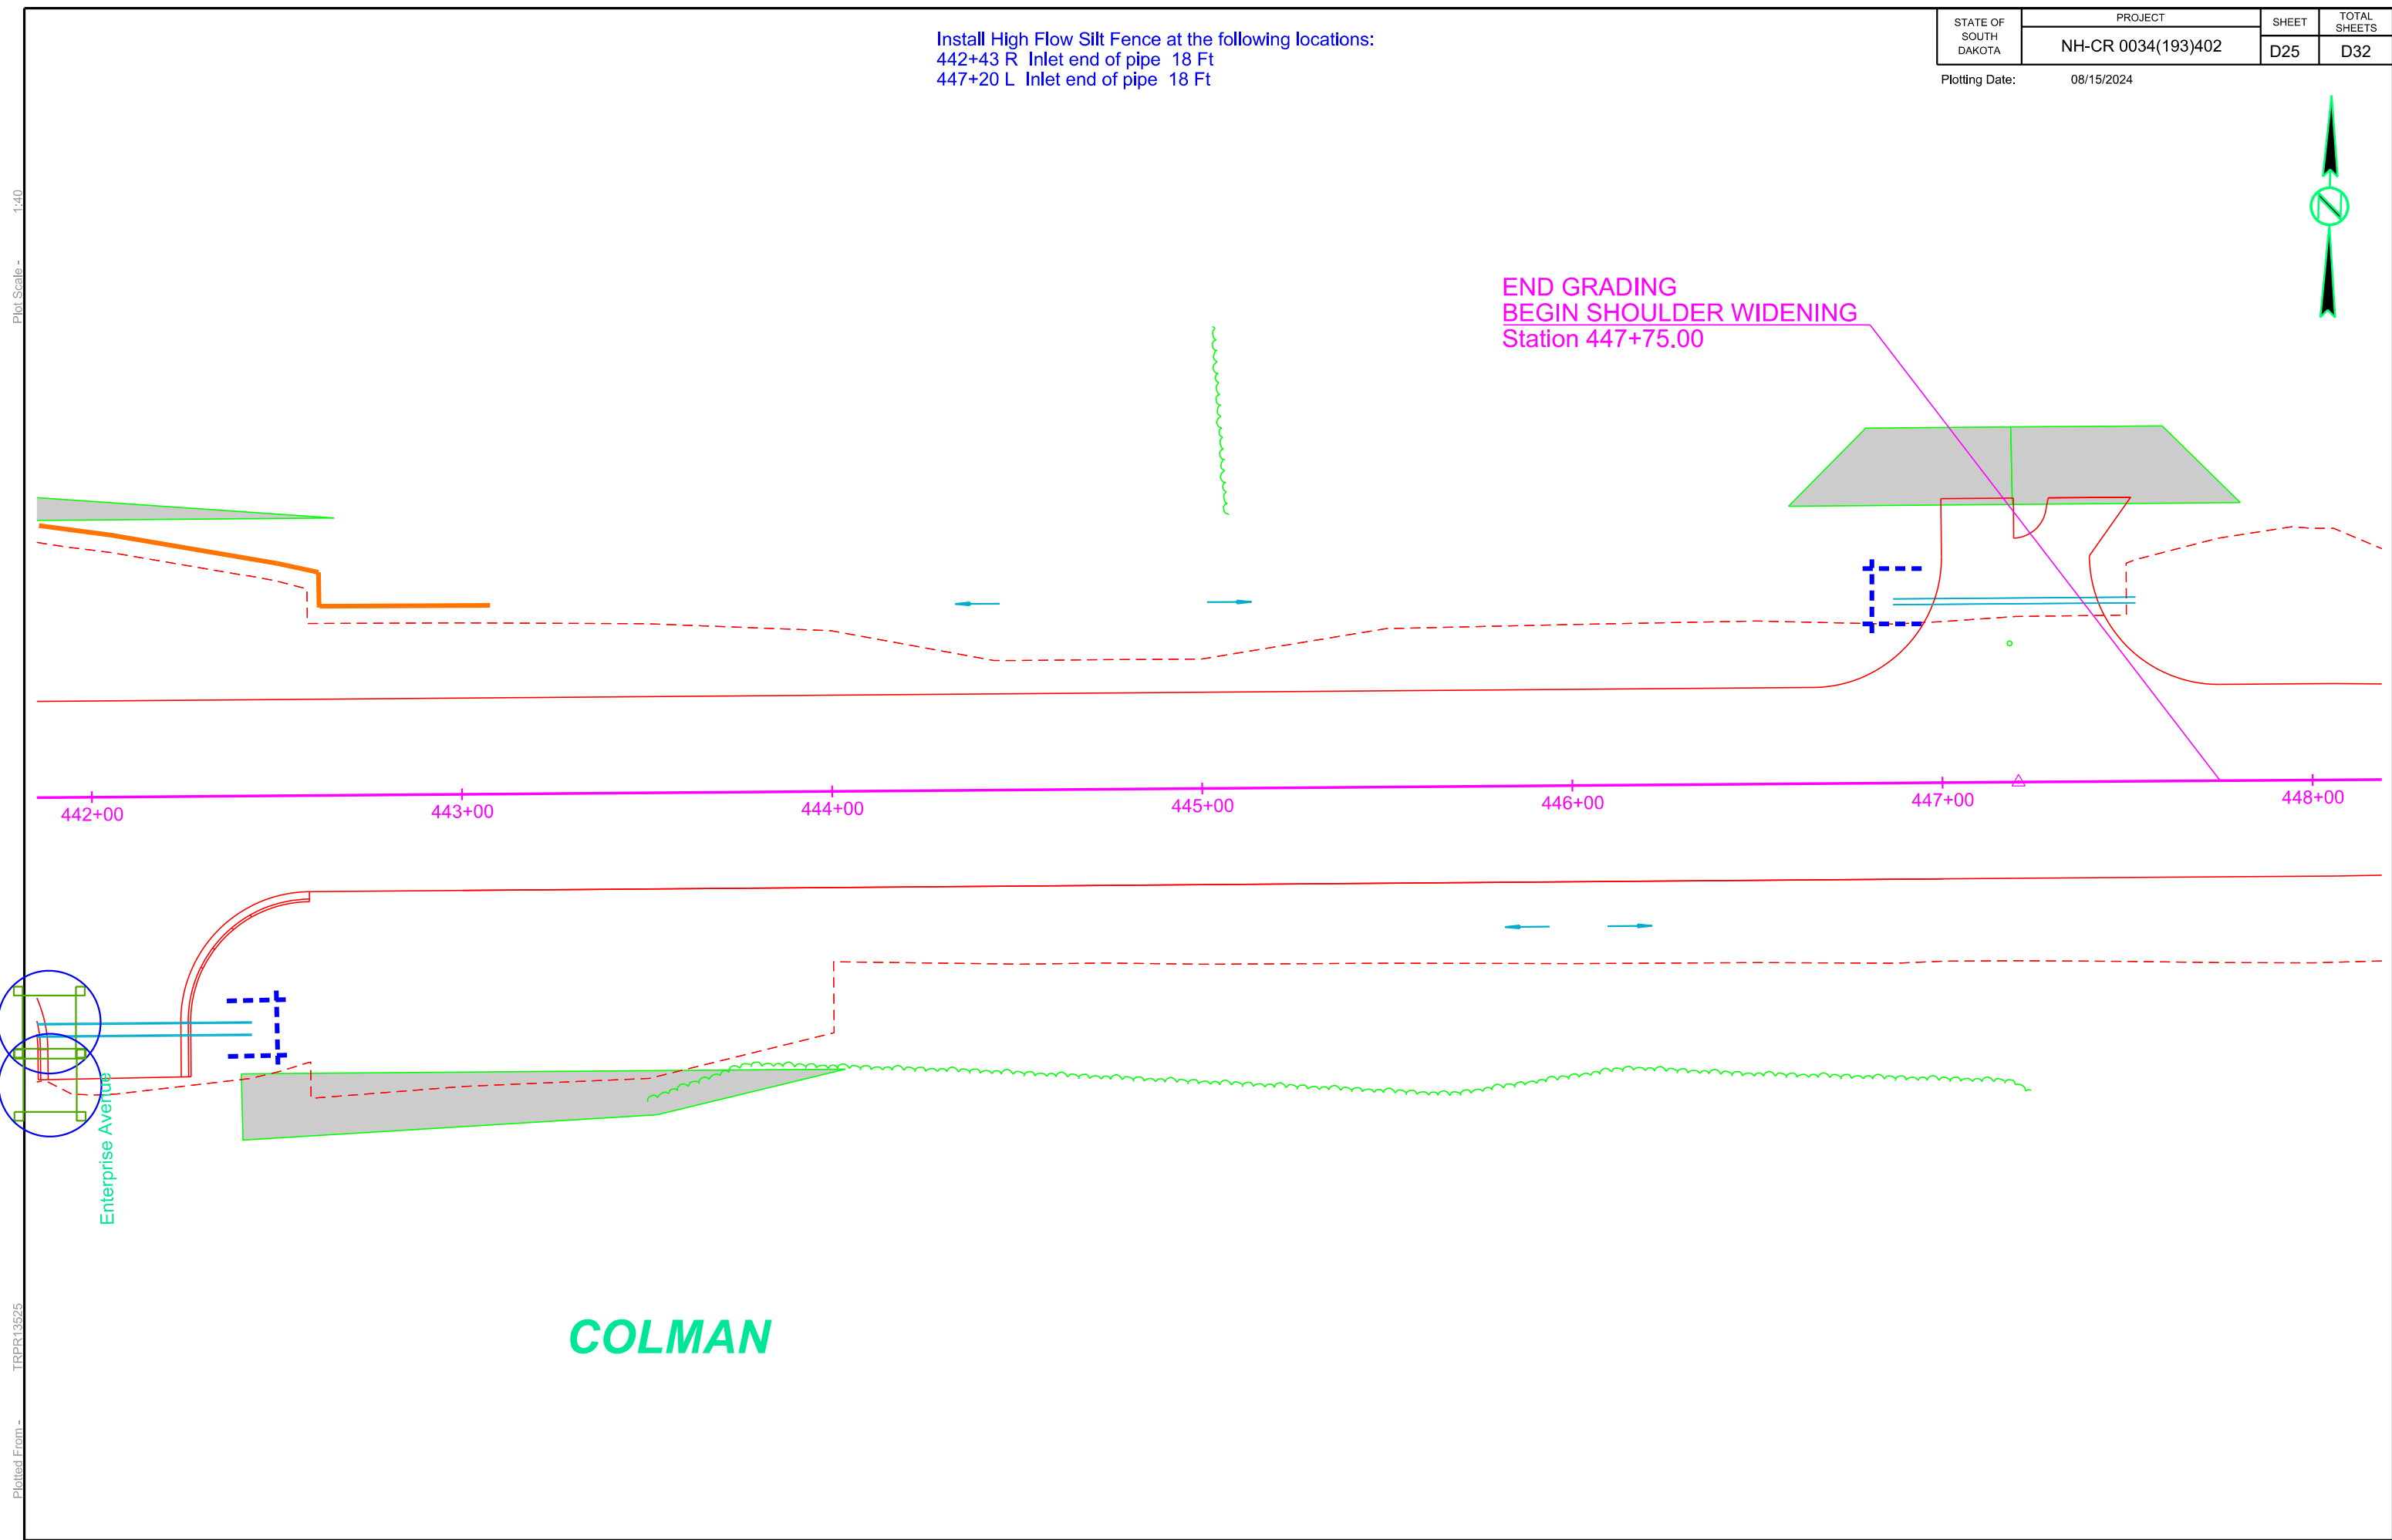 Install High Flow Silt Fence at the following locations:
442+43 R  Inlet end of pipe  18 Ft
447+20 L  Inlet end of pipe  18 Ft
STATE OF
SOUTH
DAKOTA
PROJECT
NH-CR 0034(193)402
SHEET
D25
TOTAL
SHEETS
D32
Plotting Date:
08/15/2024
N
Plot Scale - 1:40
END GRADING
BEGIN SHOULDER WIDENING
Station 447+75.00
442+00
443+00
444+00
445+00
446+00
447+00
448+00
Enterprise Avenue
COLMAN
Plotted From - TRPR13525